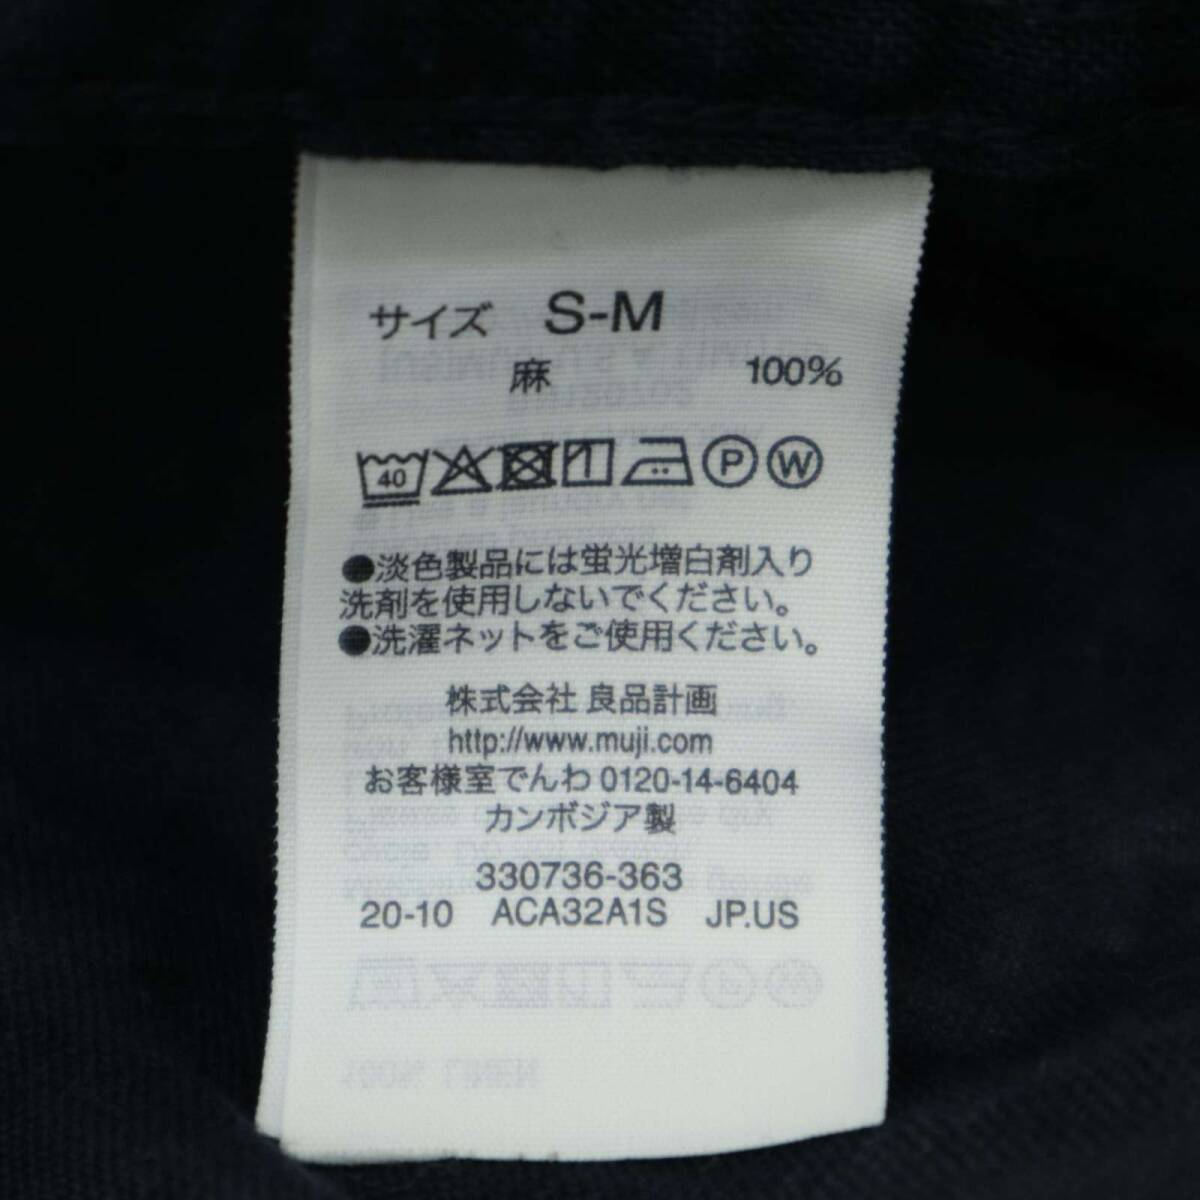 サイズ S-M
麻 100%
40 P W
●淡色製品には蛍光増白剤入り
洗剤を使用しないでください。
●洗濯ネットをご使用ください。
株式会社 良品計画
http://www.muji.com
お客様室でんわ 0120-14-6404
カンボジア製
330736-363
20-10 ACA32A1S JP.US
100% LINEN